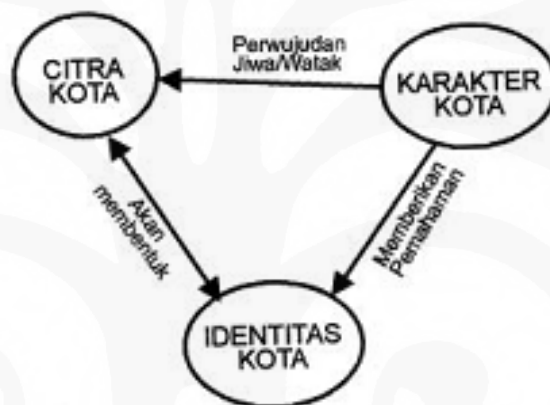 CITRA
KOTA
Perwujudan
Jiwa/Watak
KARAKTER
KOTA
Akan
membentuk
Memberikan
Pemahaman
IDENTITAS
KOTA